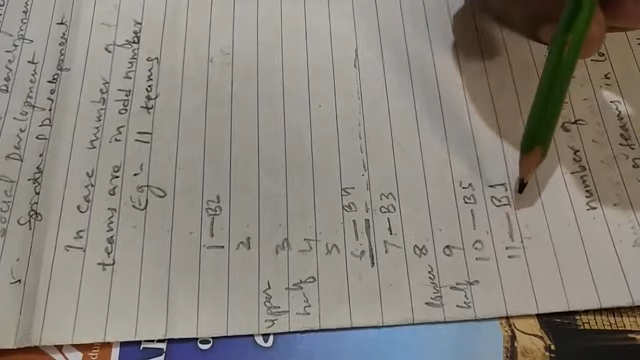 Social Development
5.
In case number of
teams are in odd number
Eg:- 11 teams
1 — B2
2
upper 3
half 4
5
6 — B4
7 — B3
lower 8
half 9
10 — B5
11 — B1
number of
teams in